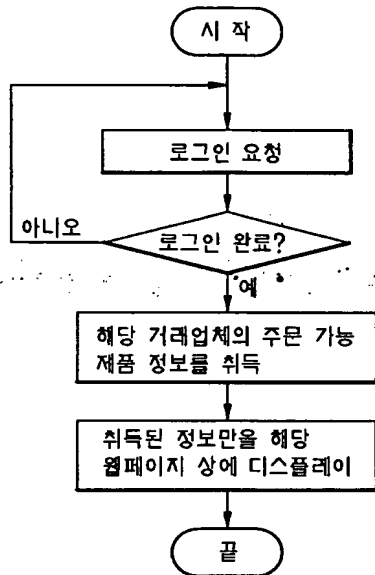 시 작
로그인 요청
아니오
로그인 완료?
예
해당 거래업체의 주문 가능
제품 정보를 취득
취득된 정보만을 해당
웹페이지 상에 디스플레이
끝